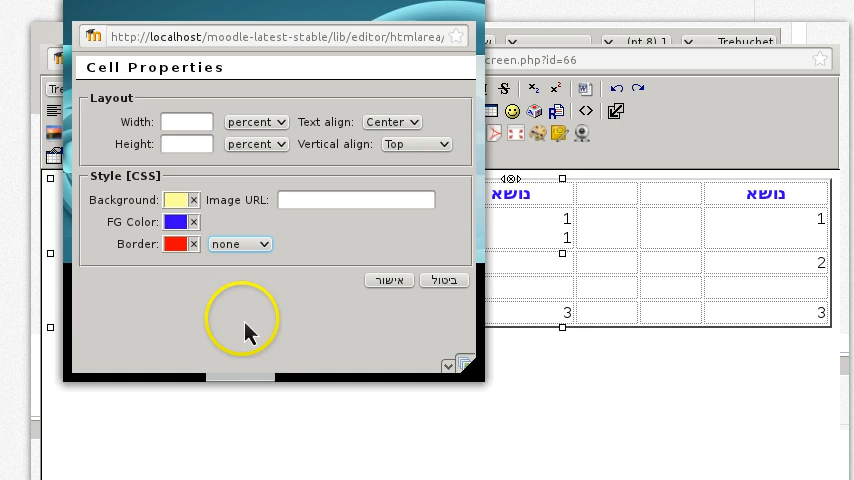 http://localhost/moodle-latest-stable/lib/editor/htmlarea/
Cell Properties
Layout
Width: percent Text align: Center
Height: percent Vertical align: Top
Style [CSS]
Background: Image URL:
FG Color:
Border: none
אישור ביטול
(8 pt) 1 Trebuchet
creen.php?id=66
Tre
נושא נושא
1 1
1
2
3 3